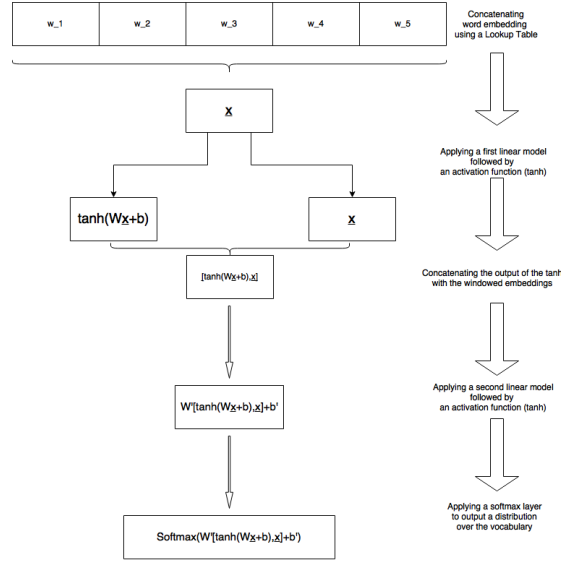 w_1 w_2 w_3 w_4 w_5
Concatenating
word embedding
using a Lookup Table
x
Applying a first linear model
followed by
an activation function (tanh)
tanh(Wx+b)
x
[tanh(Wx+b),x]
Concatenating the output of the tanh
with the windowed embeddings
W'[tanh(Wx+b),x]+b'
Applying a second linear model
followed by
an activation function (tanh)
Softmax(W'[tanh(Wx+b),x]+b')
Applying a softmax layer
to output a distribution
over the vocabulary